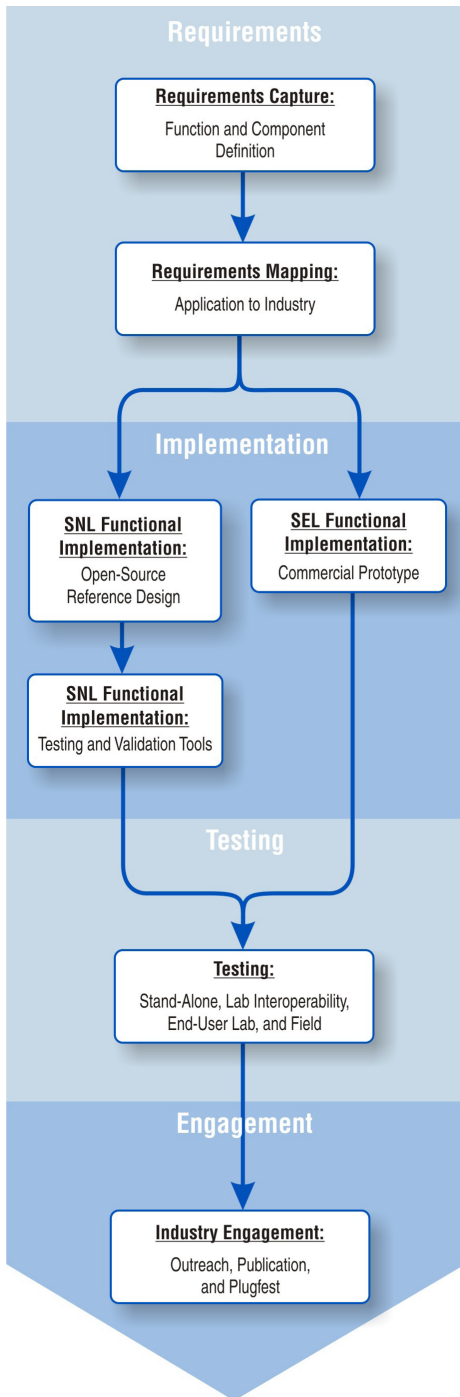 Requirements
Requirements Capture:
Function and Component
Definition
Requirements Mapping:
Application to Industry
Implementation
SNL Functional
Implementation:
Open-Source
Reference Design
SEL Functional
Implementation:
Commercial Prototype
SNL Functional
Implementation:
Testing and Validation Tools
Testing
Testing:
Stand-Alone, Lab Interoperability,
End-User Lab, and Field
Engagement
Industry Engagement:
Outreach, Publication,
and Plugfest